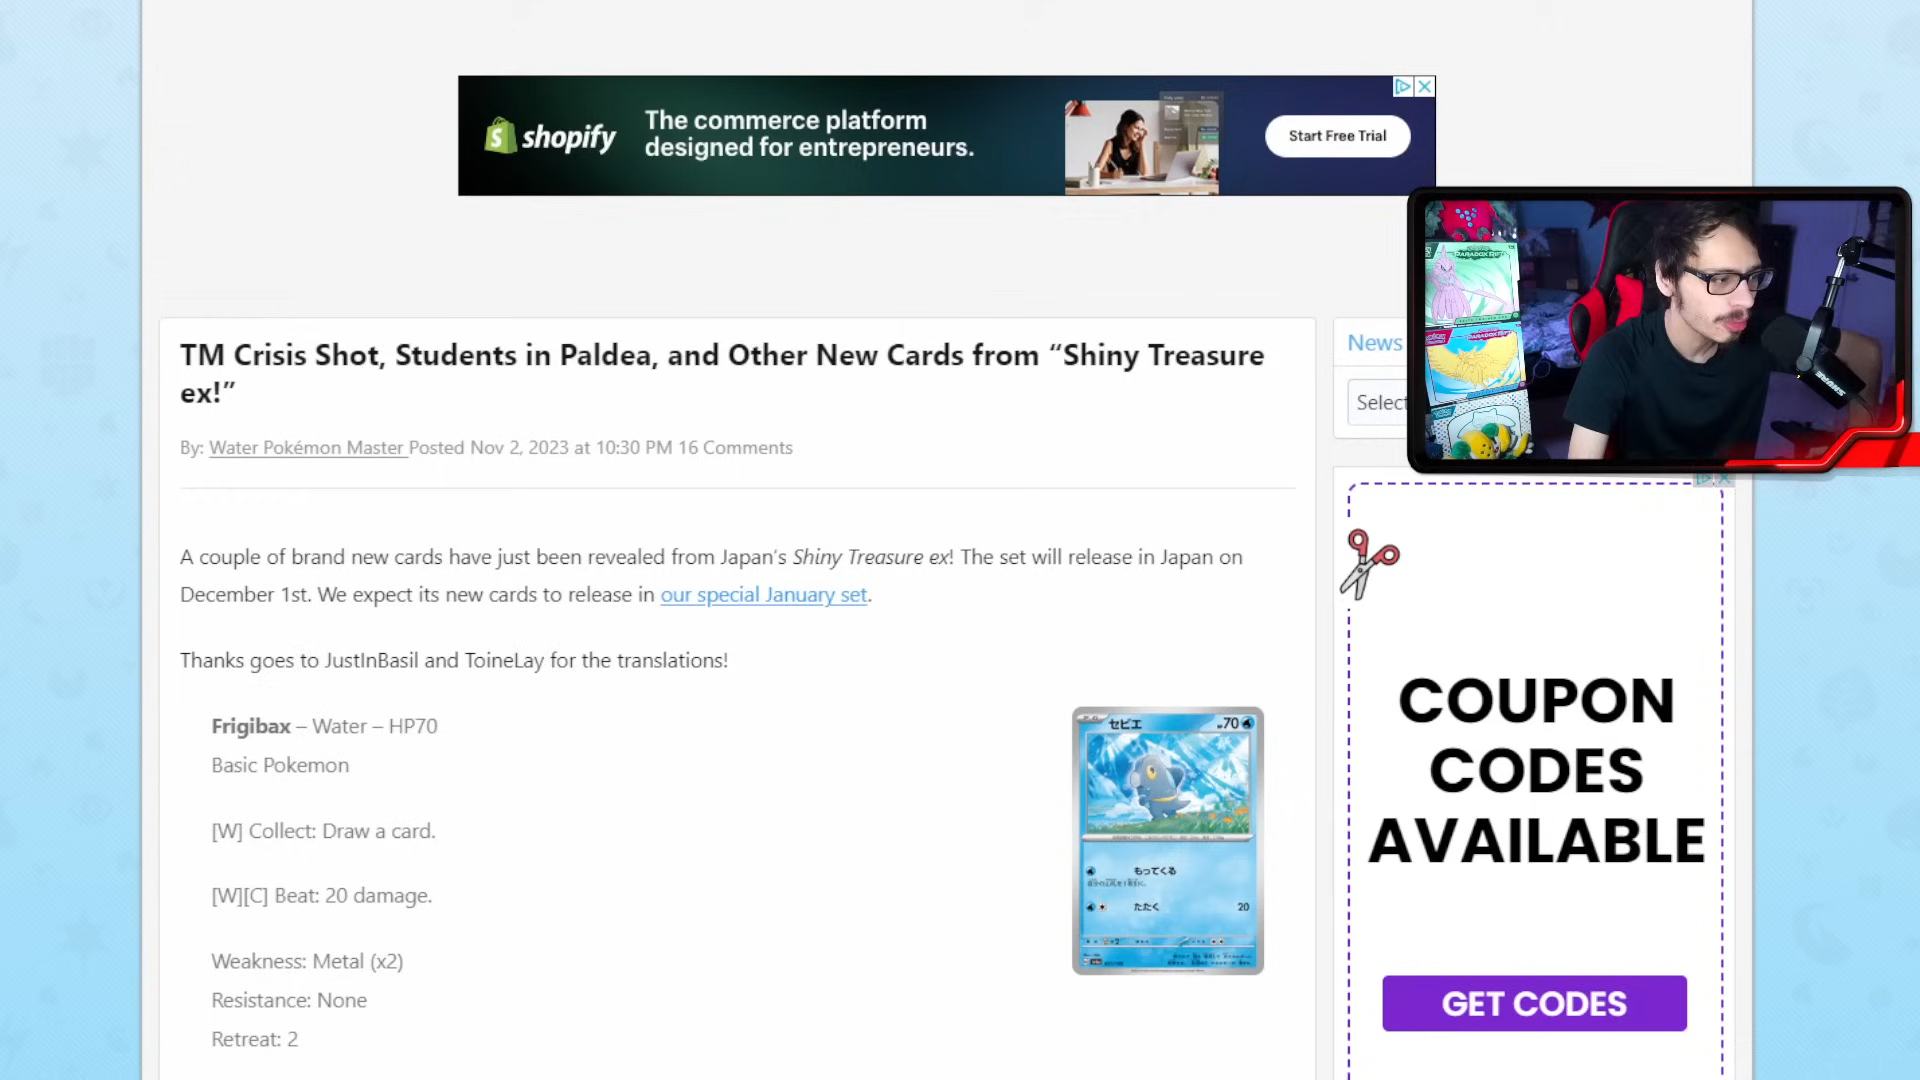 shopify
The commerce platform
designed for entrepreneurs.
Start Free Trial
PARADOX RIFT
PARADOX RIFT
SHURE
TM Crisis Shot, Students in Paldea, and Other New Cards from “Shiny Treasure
ex!”
By: Water Pokémon Master Posted Nov 2, 2023 at 10:30 PM 16 Comments
News
Select
A couple of brand new cards have just been revealed from Japan’s Shiny Treasure ex! The set will release in Japan on
December 1st. We expect its new cards to release in our special January set.
Thanks goes to JustInBasil and ToineLay for the translations!
Frigibax – Water – HP70
Basic Pokemon
[W] Collect: Draw a card.
[W][C] Beat: 20 damage.
Weakness: Metal (x2)
Resistance: None
Retreat: 2
セビエ
70
もってくる
たたく 20
COUPON
CODES
AVAILABLE
GET CODES